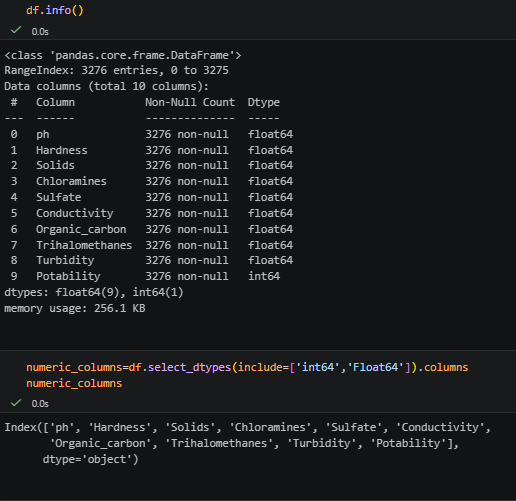 df.info()
0.0s
<class 'pandas.core.frame.DataFrame'>
RangeIndex: 3276 entries, 0 to 3275
Data columns (total 10 columns):
 #   Column           Non-Null Count  Dtype
---  ------           --------------  -----
 0   ph               3276 non-null   float64
 1   Hardness         3276 non-null   float64
 2   Solids           3276 non-null   float64
 3   Chloramines      3276 non-null   float64
 4   Sulfate          3276 non-null   float64
 5   Conductivity     3276 non-null   float64
 6   Organic_carbon   3276 non-null   float64
 7   Trihalomethanes  3276 non-null   float64
 8   Turbidity        3276 non-null   float64
 9   Potability       3276 non-null   int64
dtypes: float64(9), int64(1)
memory usage: 256.1 KB
numeric_columns=df.select_dtypes(include=['int64','Float64']).columns
numeric_columns
0.0s
Index(['ph', 'Hardness', 'Solids', 'Chloramines', 'Sulfate', 'Conductivity',
       'Organic_carbon', 'Trihalomethanes', 'Turbidity', 'Potability'],
      dtype='object')